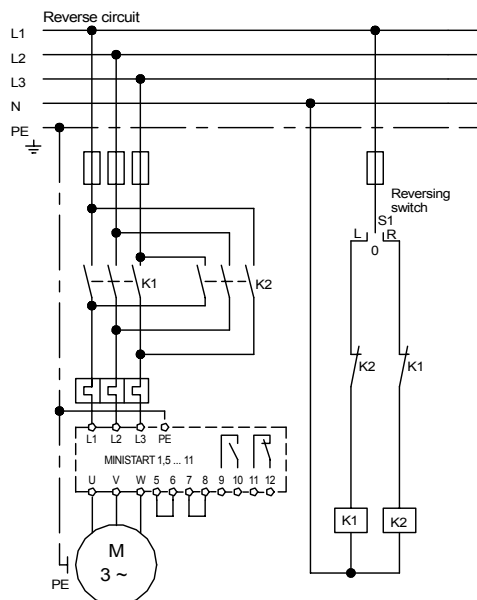 Reverse circuit
L1
L2
L3
N
PE
Reversing
switch
S1
L R
0
K1 K2
K2 K1
L1 L2 L3 PE
MINISTART 1,5 ... 11
U V W 5 6 7 8 9 10 11 12
K1 K2
M
3 ~
PE